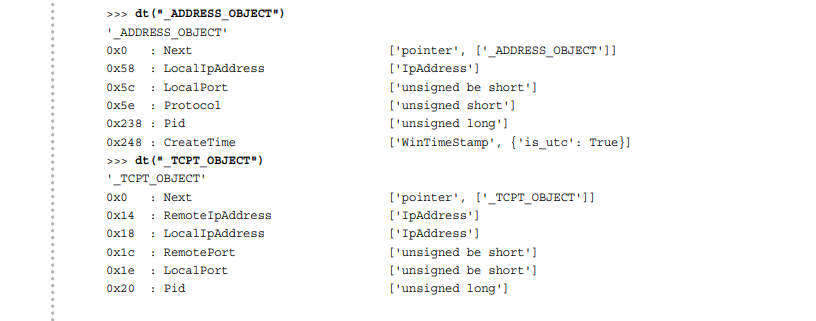 >>> dt("_ADDRESS_OBJECT")
'_ADDRESS_OBJECT'
0x0   : Next                           ['pointer', ['_ADDRESS_OBJECT']]
0x58  : LocalIpAddress                 ['IpAddress']
0x5c  : LocalPort                      ['unsigned be short']
0x5e  : Protocol                       ['unsigned short']
0x238 : Pid                            ['unsigned long']
0x248 : CreateTime                     ['WinTimeStamp', {'is_utc': True}]
>>> dt("_TCPT_OBJECT")
'_TCPT_OBJECT'
0x0   : Next                           ['pointer', ['_TCPT_OBJECT']]
0x14  : RemoteIpAddress                ['IpAddress']
0x18  : LocalIpAddress                 ['IpAddress']
0x1c  : RemotePort                     ['unsigned be short']
0x1e  : LocalPort                      ['unsigned be short']
0x20  : Pid                            ['unsigned long']